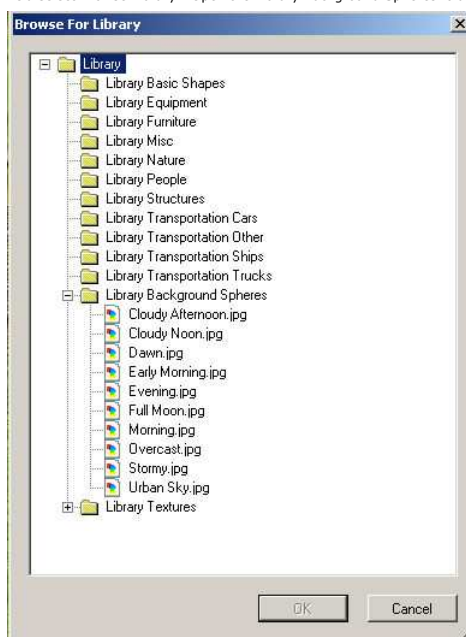 Browse For Library
Library
Library Basic Shapes
Library Equipment
Library Furniture
Library Misc
Library Nature
Library People
Library Structures
Library Transportation Cars
Library Transportation Other
Library Transportation Ships
Library Transportation Trucks
Library Background Spheres
Cloudy Afternoon.jpg
Cloudy Noon.jpg
Dawn.jpg
Early Morning.jpg
Evening.jpg
Full Moon.jpg
Morning.jpg
Overcast.jpg
Stormy.jpg
Urban Sky.jpg
Library Textures
OK Cancel